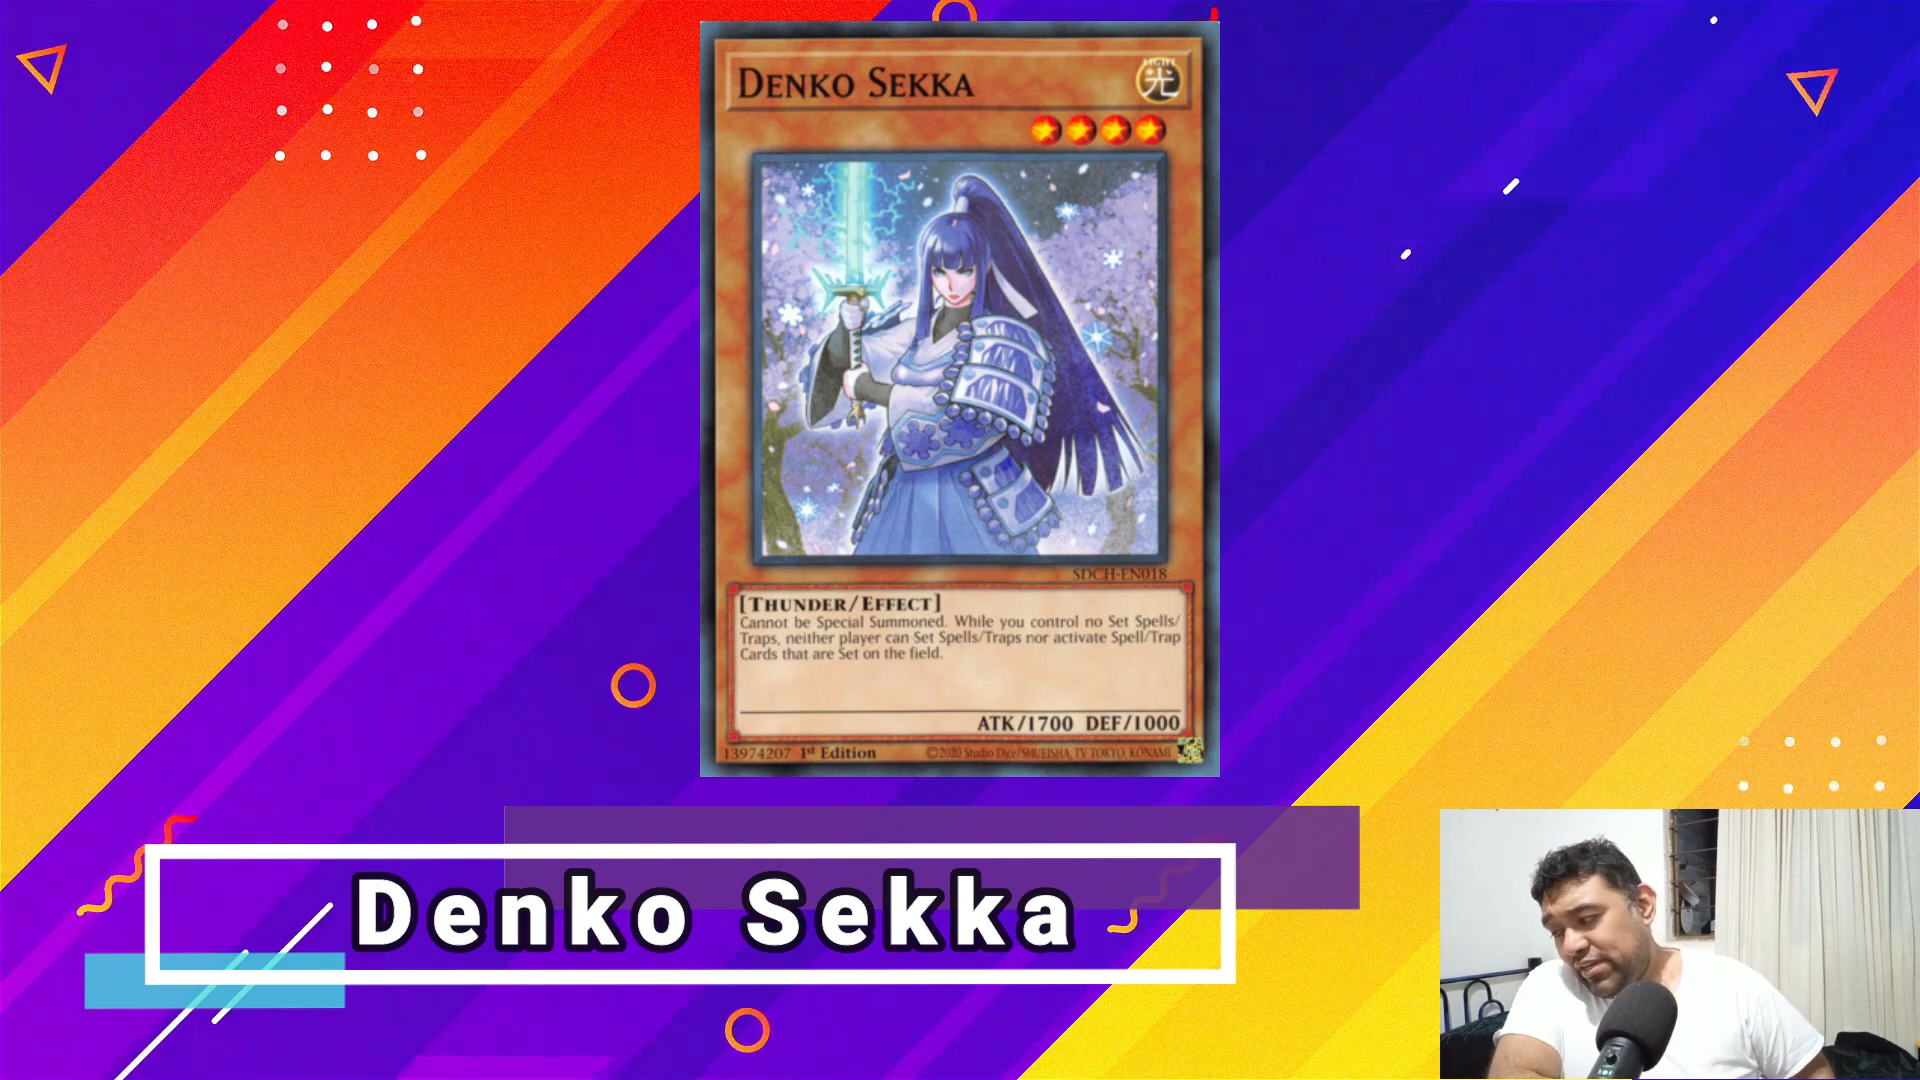 DENKO SEKKA
LIGHT
光
SDCH-EN018
[THUNDER/EFFECT]
Cannot be Special Summoned. While you control no Set Spells/
Traps, neither player can Set Spells/Traps nor activate Spell/Trap
Cards that are Set on the field.
ATK/1700 DEF/1000
13974207 1st Edition
©2020 Studio Dice/SHUEISHA, TV TOKYO, KONAMI
Denko Sekka